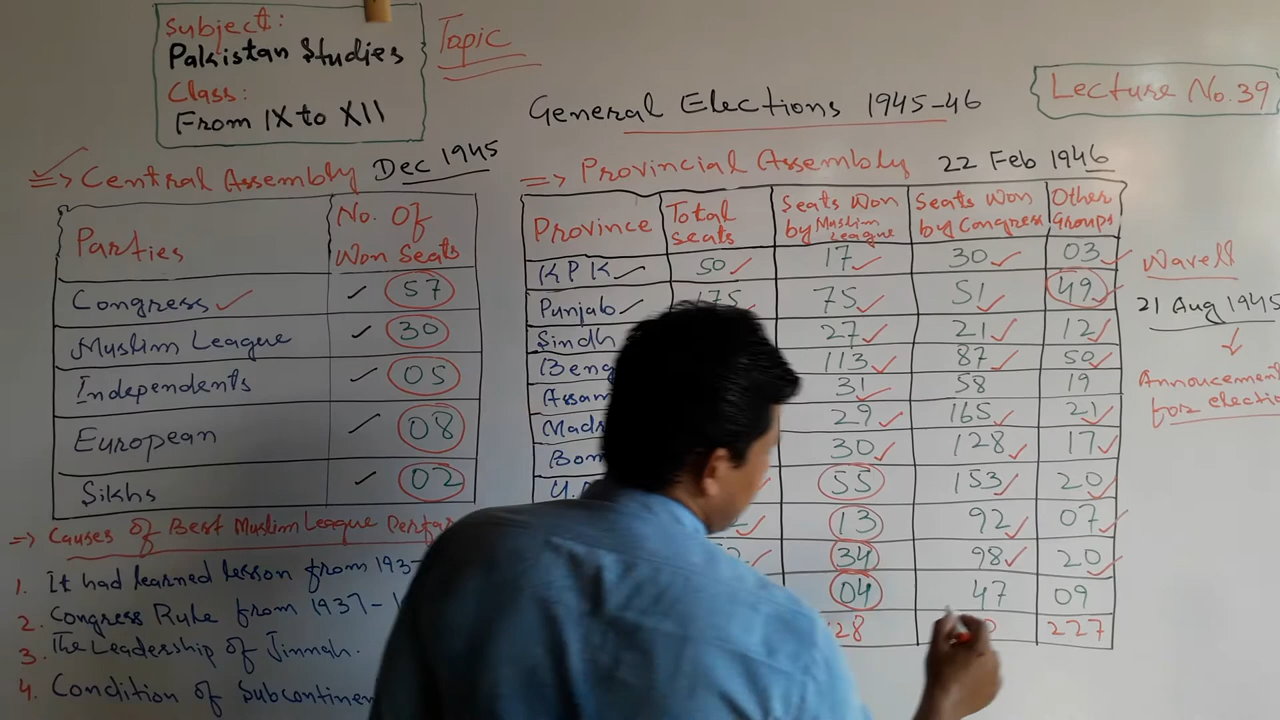 Subject:
Pakistan Studies
Class:
From IX to XII
Topic
General Elections 1945-46
Lecture No.39
=> Central Assembly Dec 1945
Parties No. Of Won Seats
Congress 57
Muslim League 30
Independents 05
European 08
Sikhs 02
=> Causes of Best Muslim League
1. It had learned lesson from 193
2. Congress Rule from 1937-
3. The Leadership of Jinnah.
4. Condition of
=> Provincial Assembly 22 Feb 1946
Province Total seats Seats Won by Muslim League Seats Won by Congress Other Groups
KPK 50 17 30 03
Punjab 175 75 51 49
Sindh 27 21 12
113 87 50
Assam 31 58 19
29 165 21
30 128 17
55 153 20
13 92 07
34 98 20
04 47 09
28 227
Wavell
21 Aug 1945
Annoucement
for